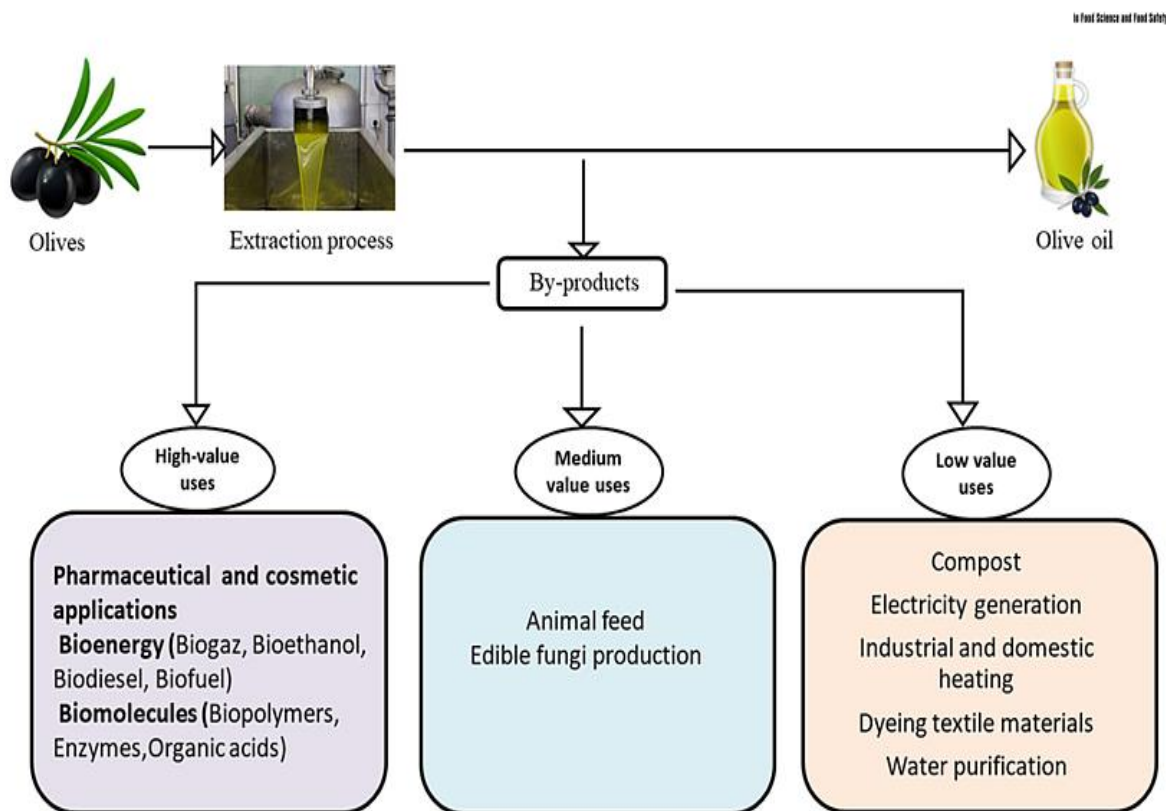 In Food Science and Food Safety
Olives
Extraction process
Olive oil
By-products
High-value
uses
Medium
value uses
Low value
uses
Pharmaceutical and cosmetic
applications
Bioenergy (Biogaz, Bioethanol,
Biodiesel, Biofuel)
Biomolecules (Biopolymers,
Enzymes,Organic acids)
Animal feed
Edible fungi production
Compost
Electricity generation
Industrial and domestic
heating
Dyeing textile materials
Water purification